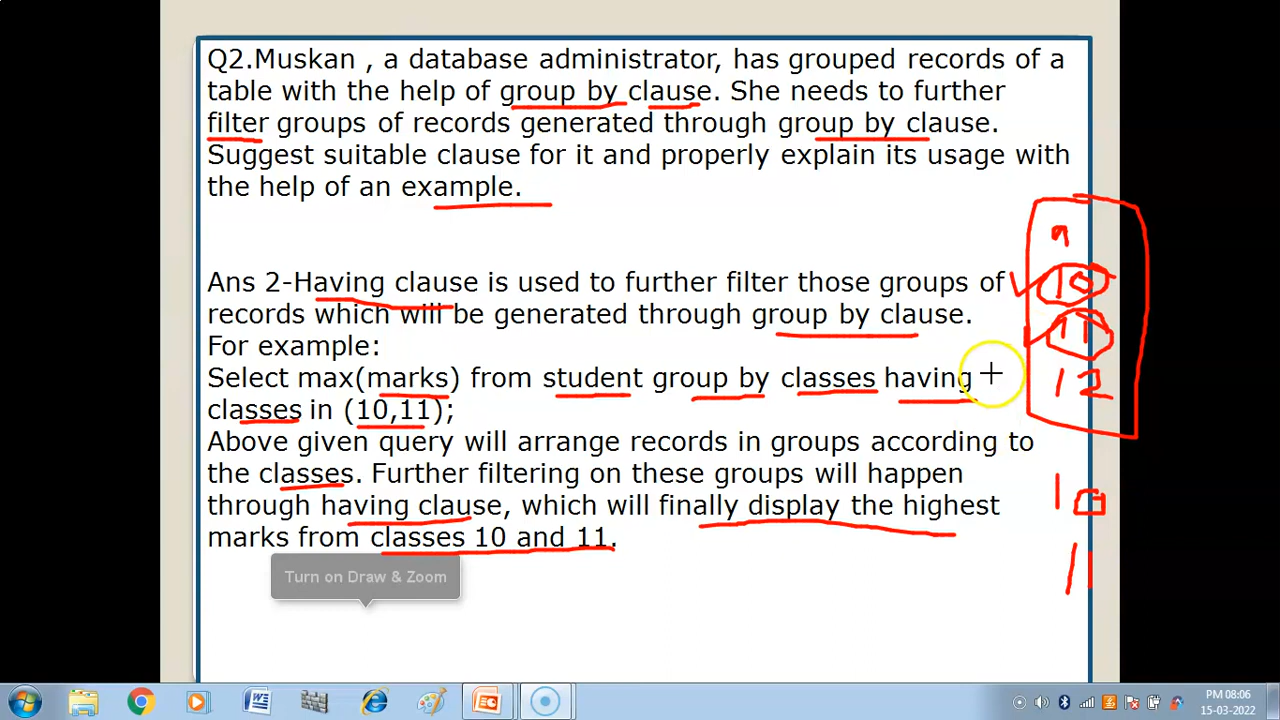 Q2.Muskan , a database administrator, has grouped records of a
table with the help of group by clause. She needs to further
filter groups of records generated through group by clause.
Suggest suitable clause for it and properly explain its usage with
the help of an example.
Ans 2-Having clause is used to further filter those groups of
records which will be generated through group by clause.
For example:
Select max(marks) from student group by classes having
classes in (10,11);
Above given query will arrange records in groups according to
the classes. Further filtering on these groups will happen
through having clause, which will finally display the highest
marks from classes 10 and 11.
9
10
11
12
10
11
Turn on Draw & Zoom
PM 08:06
15-03-2022